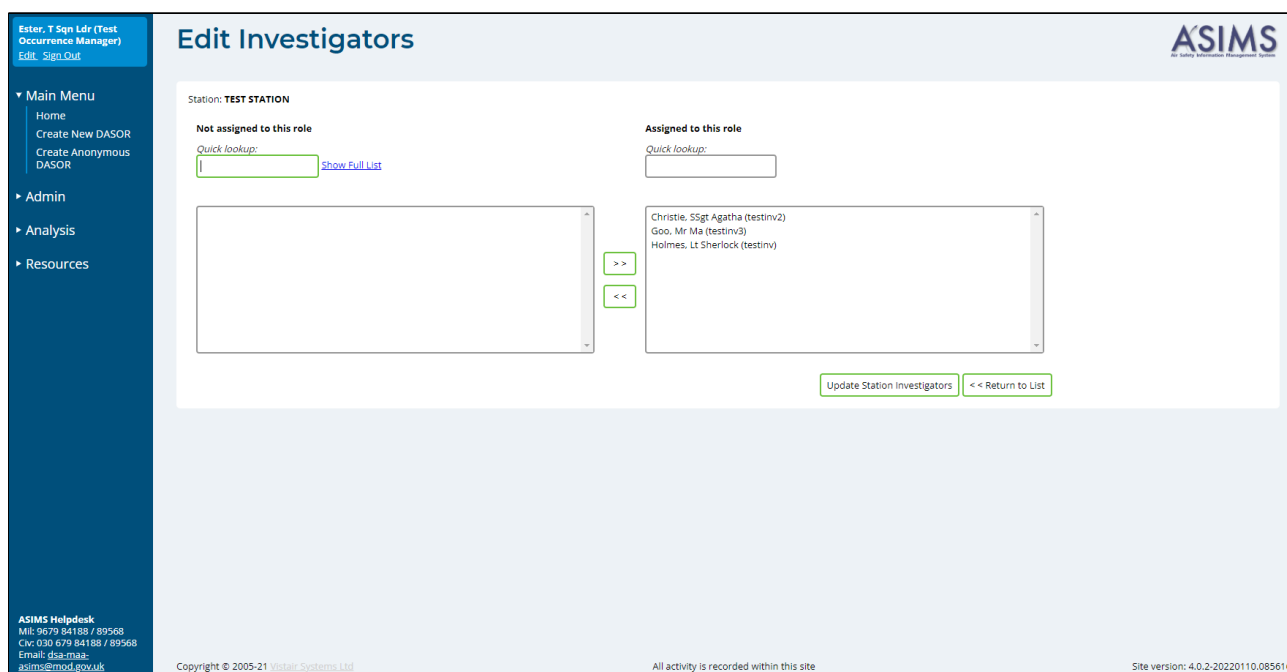 Ester, T Sqn Ldr (Test
Occurrence Manager)
Edit Sign Out
Main Menu
Home
Create New DASOR
Create Anonymous
DASOR
Admin
Analysis
Resources
ASIMS Helpdesk
Mil: 9679 84188 / 89568
Civ: 030 679 84188 / 89568
Email: dsa-maa-
asims@mod.gov.uk
Edit Investigators
ASIMS
Air Safety Information Management System
Station: TEST STATION
Not assigned to this role
Quick lookup:
Show Full List
Assigned to this role
Quick lookup:
Christie, SSgt Agatha (testinv2)
Goo, Mr Ma (testinv3)
Holmes, Lt Sherlock (testinv)
> >
< <
Update Station Investigators
< < Return to List
Copyright © 2005-21 Vistair Systems Ltd
All activity is recorded within this site
Site version: 4.0.2-20220110.08561